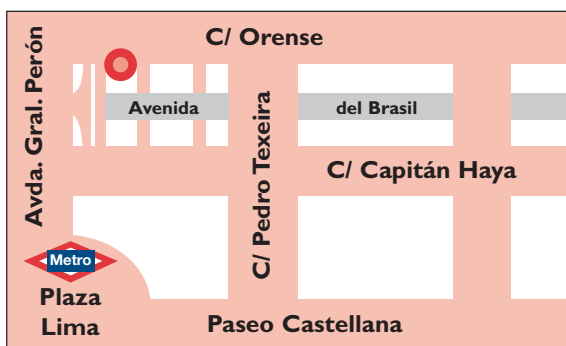 C/ Orense
Avda. Gral. Perón
Avenida
del Brasil
C/ Pedro Texeira
C/ Capitán Haya
Metro
Plaza
Lima
Paseo Castellana